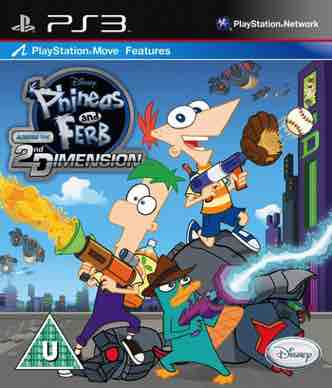 PS3
PlayStation®Network
PlayStation®Move Features
Disney
Phineas
and
Ferb
ACROSS THE
2nd
Dimension
U
Disney